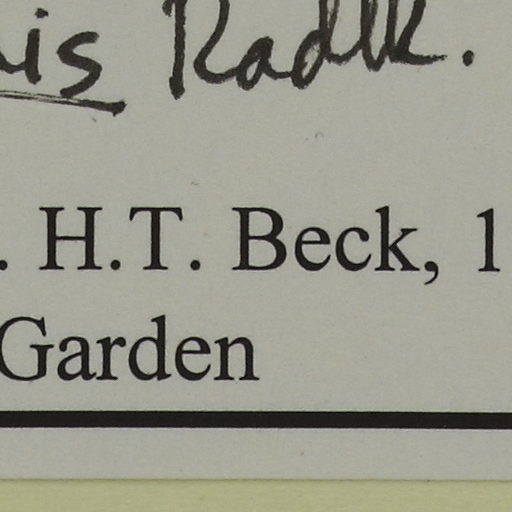 is Radlk.
. H.T. Beck, 1
Garden